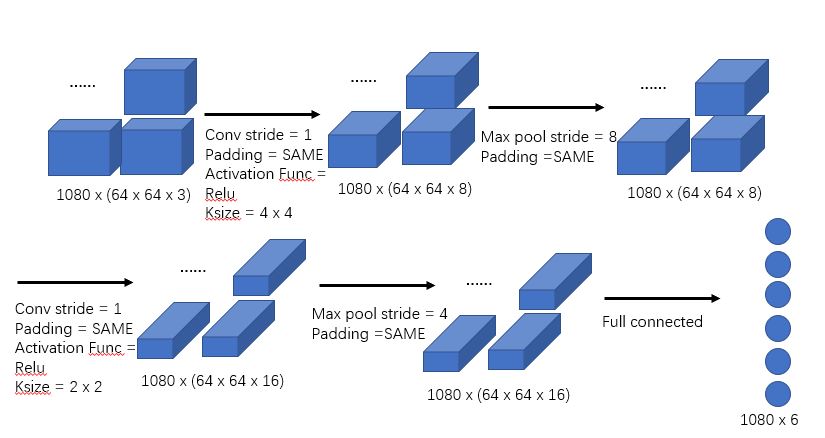 ......
1080 x (64 x 64 x 3)
Conv stride = 1
Padding = SAME
Activation Func =
Relu
Ksize = 4 x 4
......
1080 x (64 x 64 x 8)
Max pool stride = 8
Padding =SAME
......
1080 x (64 x 64 x 8)
Conv stride = 1
Padding = SAME
Activation Func =
Relu
Ksize = 2 x 2
......
1080 x (64 x 64 x 16)
Max pool stride = 4
Padding =SAME
......
1080 x (64 x 64 x 16)
Full connected
1080 x 6